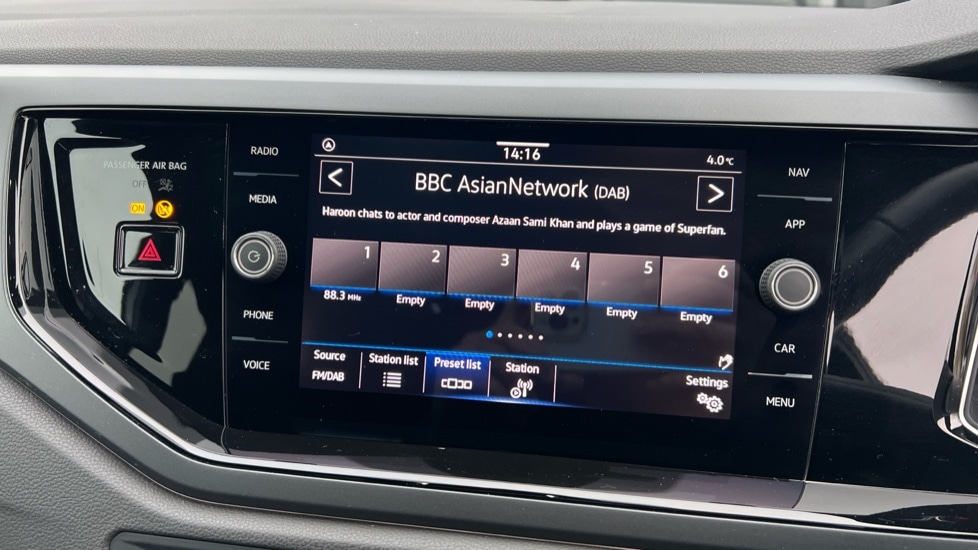 PASSENGER AIR BAG
OFF
ON
RADIO
MEDIA
PHONE
VOICE
14:16
4.0°C
< BBC AsianNetwork (DAB) >
Haroon chats to actor and composer Azaan Sami Khan and plays a game of Superfan.
1 2 3 4 5 6
88.3 MHz Empty Empty Empty Empty Empty
Source Station list Preset list Station Settings
FM/DAB
NAV
APP
CAR
MENU